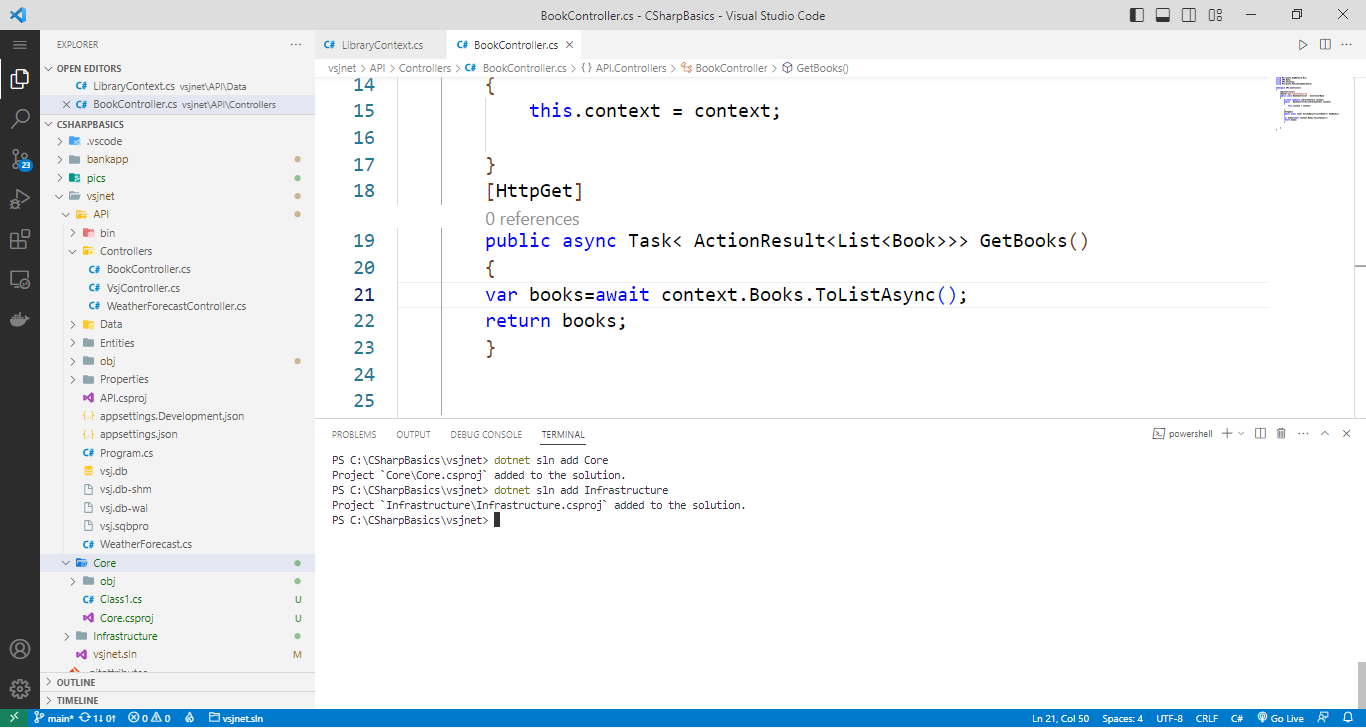 BookController.cs - CSharpBasics - Visual Studio Code
EXPLORER
OPEN EDITORS
C# LibraryContext.cs vsjnet\API\Data
C# BookController.cs vsjnet\API\Controllers
CSHARPBASICS
.vscode
bankapp
pics
vsjnet
API
bin
Controllers
C# BookController.cs
C# VsjController.cs
C# WeatherForecastController.cs
Data
Entities
obj
Properties
API.csproj
{..} appsettings.Development.json
{..} appsettings.json
C# Program.cs
vsj.db
vsj.db-shm
vsj.db-wal
vsj.sqbpro
C# WeatherForecast.cs
Core
obj
C# Class1.cs U
Core.csproj U
Infrastructure
vsjnet.sln M
.gitattributes
OUTLINE
TIMELINE
23
C# LibraryContext.cs
C# BookController.cs
vsjnet > API > Controllers > C# BookController.cs > {} API.Controllers > BookController > GetBooks()
14 {
15 this.context = context;
16
17 }
18 [HttpGet]
0 references
19 public async Task< ActionResult<List<Book>>> GetBooks()
20 {
21 var books=await context.Books.ToListAsync();
22 return books;
23 }
24
25
PROBLEMS OUTPUT DEBUG CONSOLE TERMINAL
powershell
PS C:\CSharpBasics\vsjnet> dotnet sln add Core
Project `Core\Core.csproj` added to the solution.
PS C:\CSharpBasics\vsjnet> dotnet sln add Infrastructure
Project `Infrastructure\Infrastructure.csproj` added to the solution.
PS C:\CSharpBasics\vsjnet>
main* 1↓ 0↑ 0 0 vsjnet.sln
Ln 21, Col 50 Spaces: 4 UTF-8 CRLF C# Go Live